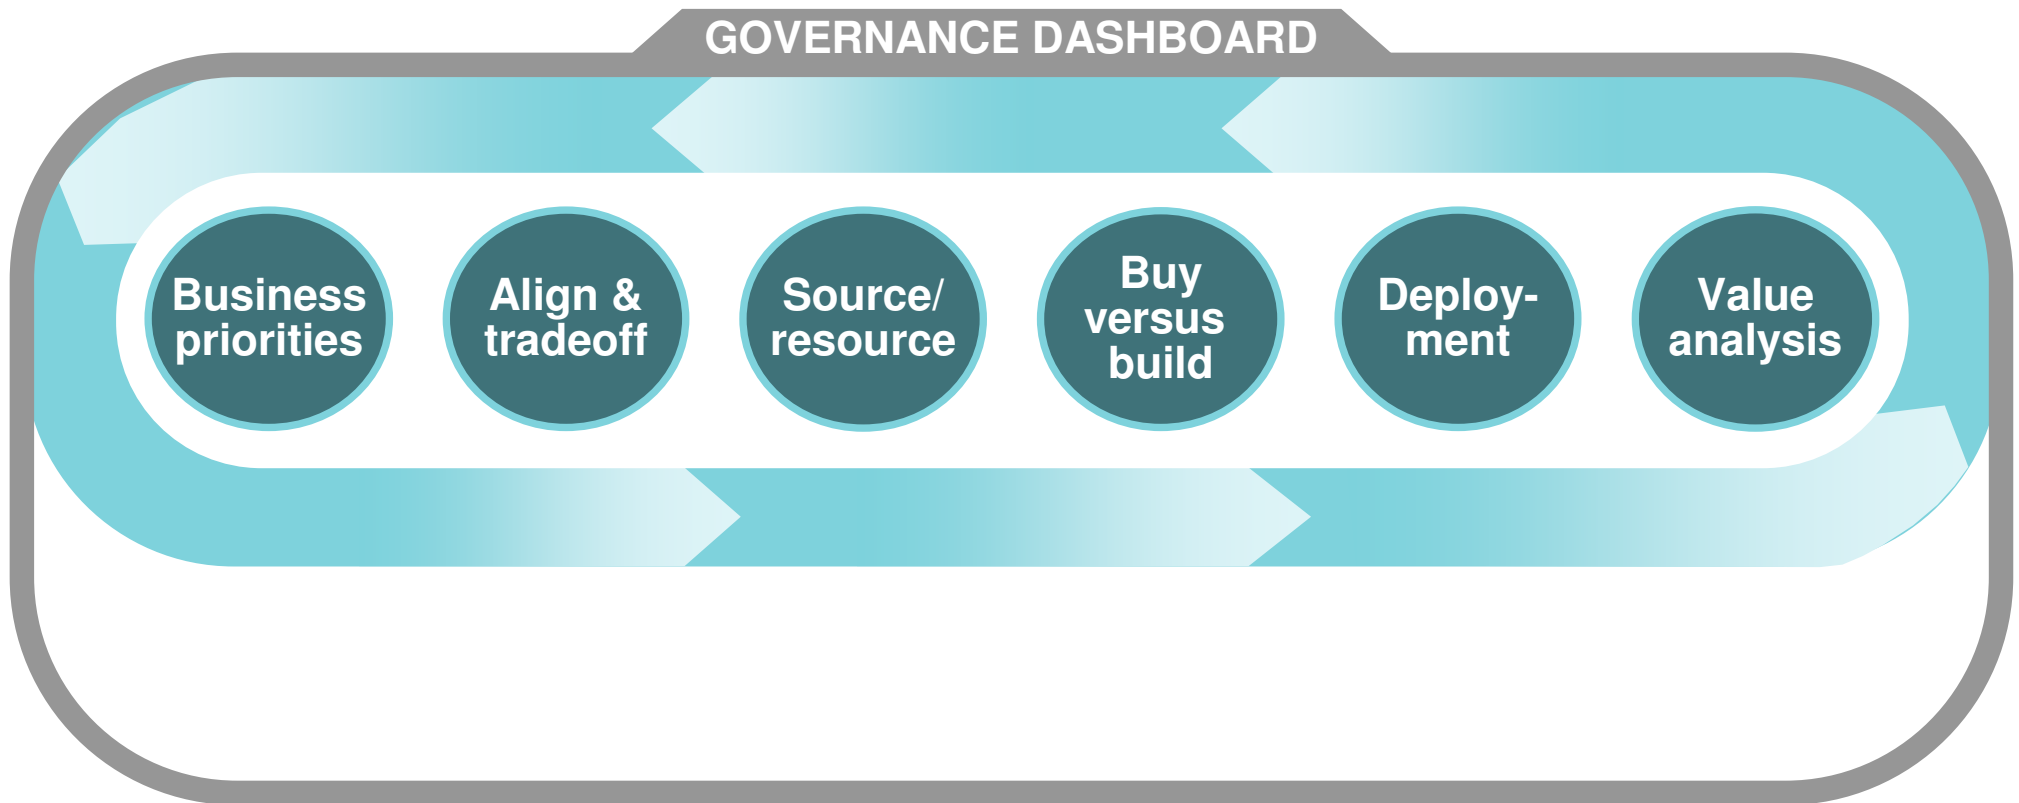 GOVERNANCE DASHBOARD
Business
priorities
Align &
tradeoff
Source/
resource
Buy
versus
build
Deploy-
ment
Value
analysis